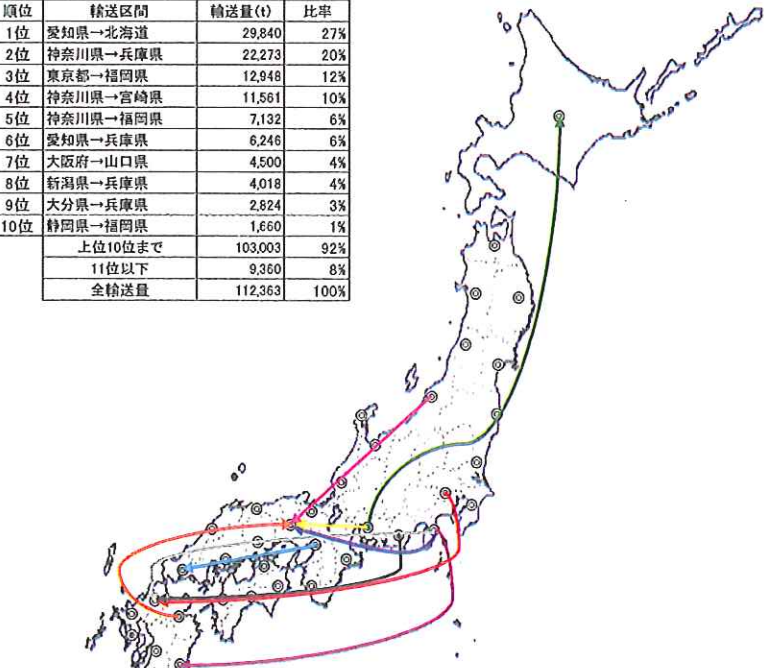 順位 輸送区間 輸送量(t) 比率
1位 愛知県→北海道 29,840 27%
2位 神奈川県→兵庫県 22,273 20%
3位 東京都→福岡県 12,948 12%
4位 神奈川県→宮崎県 11,561 10%
5位 神奈川県→福岡県 7,132 6%
6位 愛知県→兵庫県 6,246 6%
7位 大阪府→山口県 4,500 4%
8位 新潟県→兵庫県 4,018 4%
9位 大分県→兵庫県 2,824 3%
10位 静岡県→福岡県 1,660 1%
上位10位まで 103,003 92%
11位以下 9,360 8%
全輸送量 112,363 100%